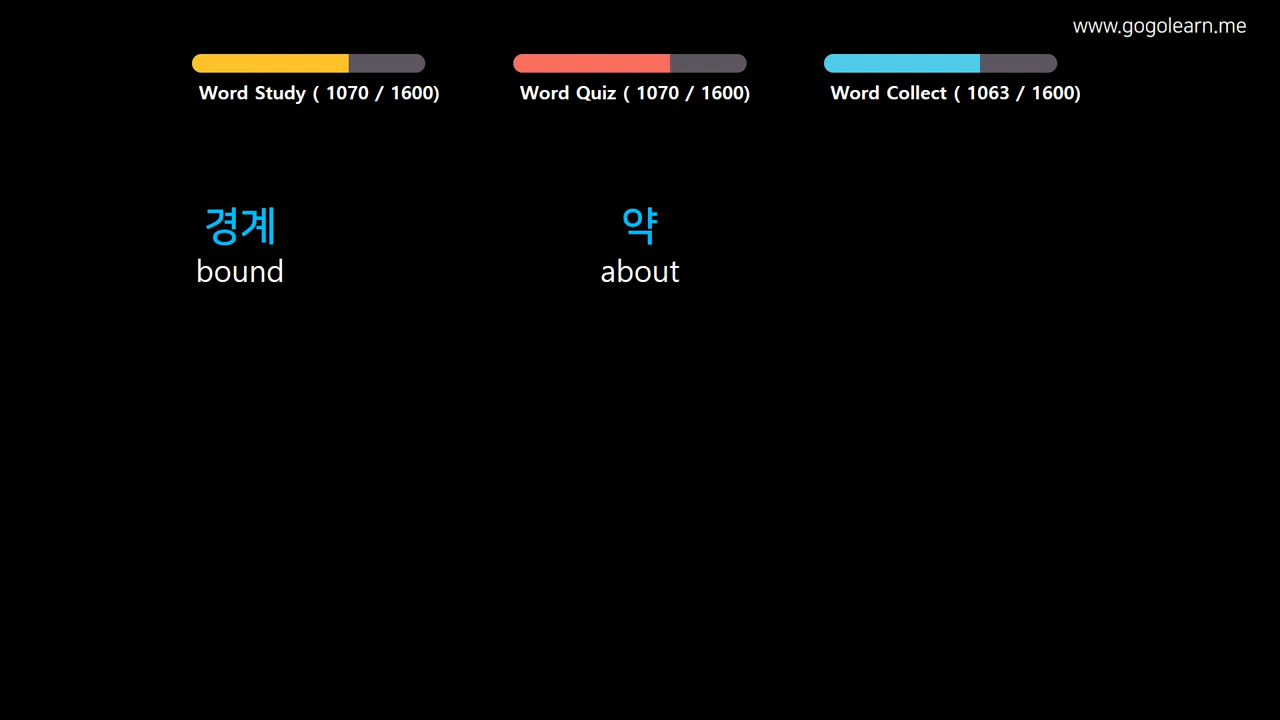 www.gogolearn.me
Word Study ( 1070 / 1600)
Word Quiz ( 1070 / 1600)
Word Collect ( 1063 / 1600)
경계
bound
약
about